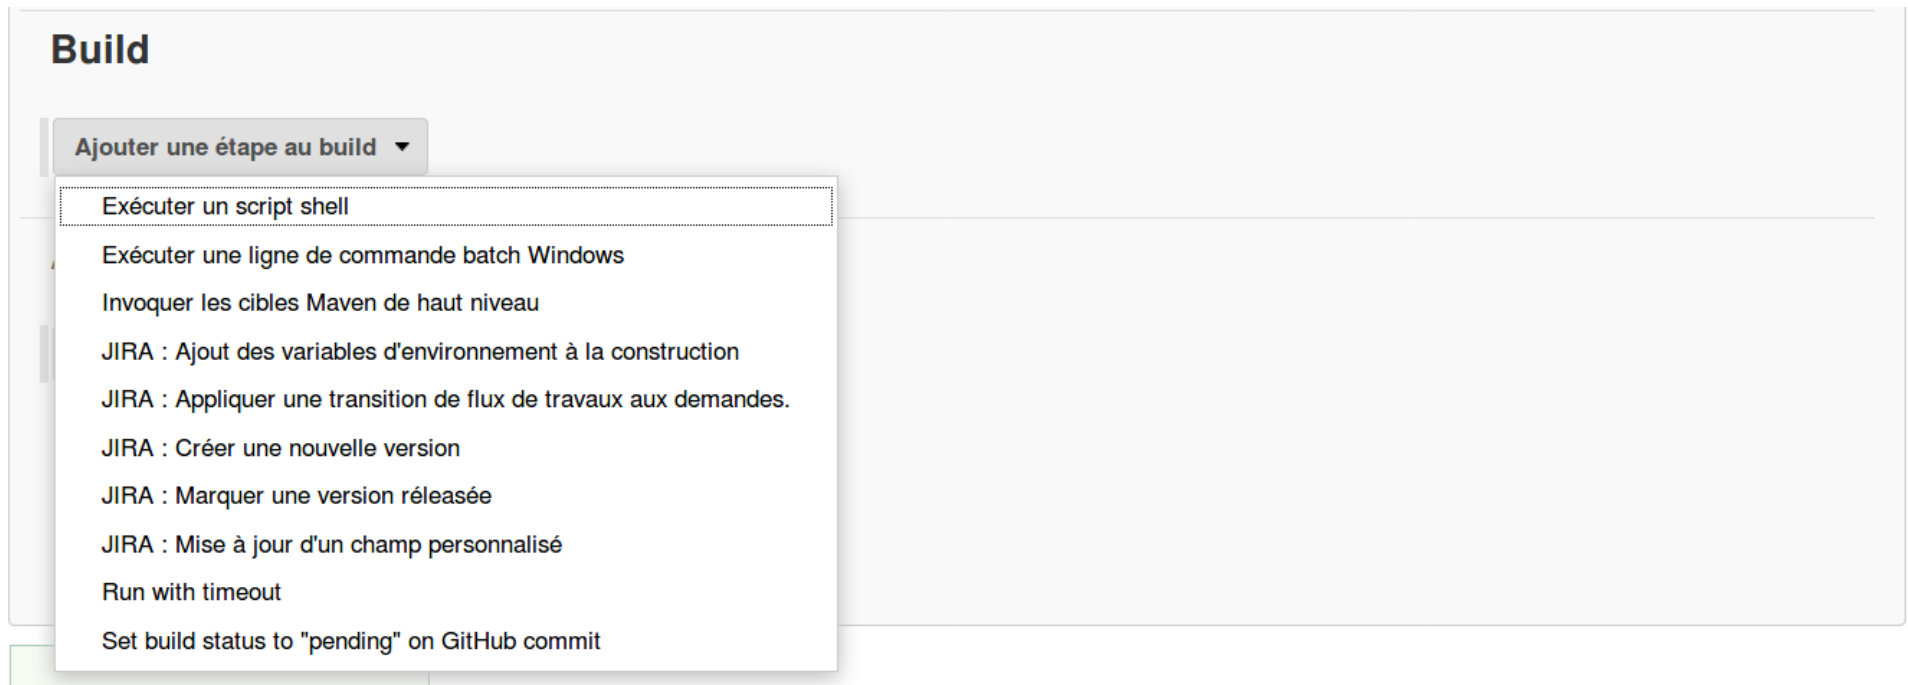 Build
Ajouter une étape au build
Exécuter un script shell
Exécuter une ligne de commande batch Windows
Invoquer les cibles Maven de haut niveau
JIRA : Ajout des variables d'environnement à la construction
JIRA : Appliquer une transition de flux de travaux aux demandes.
JIRA : Créer une nouvelle version
JIRA : Marquer une version réleasée
JIRA : Mise à jour d'un champ personnalisé
Run with timeout
Set build status to "pending" on GitHub commit